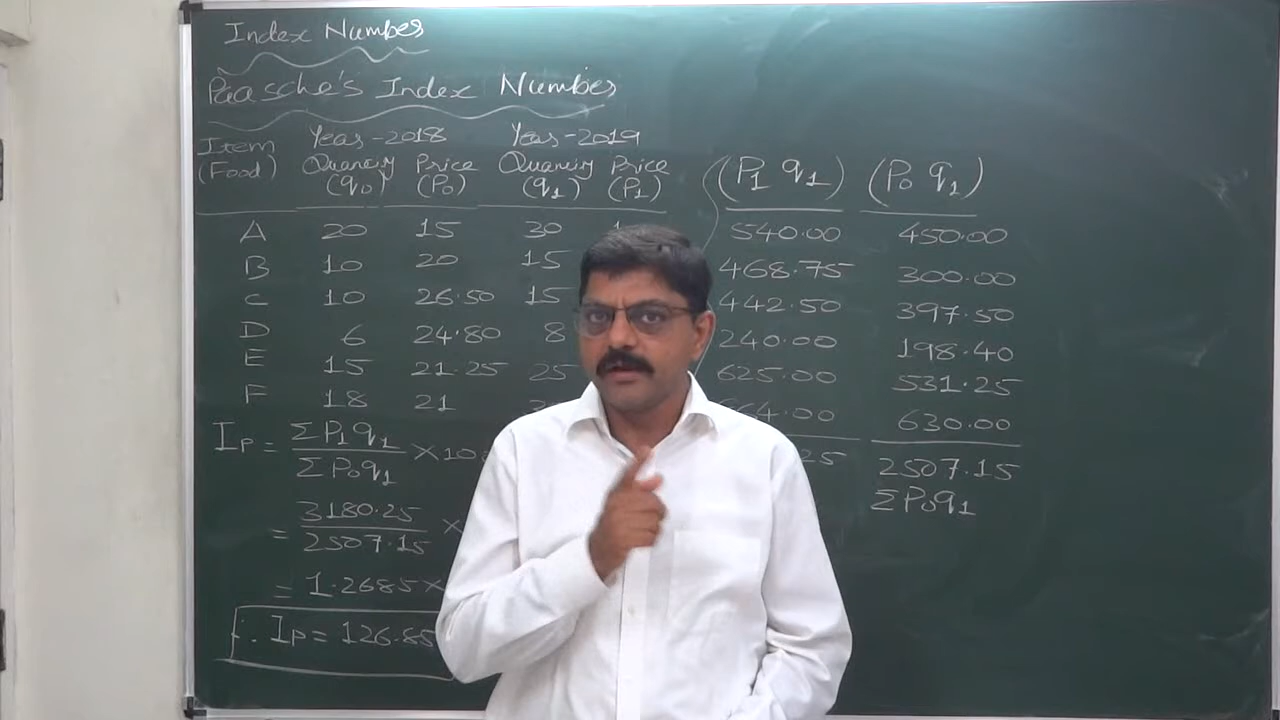 Index Number
Paasche's Index Number
Item Year-2018 Year-2019
(Food) Quantity Price Quantity Price (P1 q1) (P0 q1)
(q0) (P0) (q1) (P1)
A 20 15 30 540.00 450.00
B 10 20 15 468.75 300.00
C 10 26.50 15 442.50 397.50
D 6 24.80 8 240.00 198.40
E 15 21.25 25 625.00 531.25
F 18 21 630.00
Ip = ΣP1q1 / ΣP0q1 × 2507.15
ΣP0q1
= 3180.25 / 2507.15 ×
= 1.2685 ×
∴ Ip = 126.85